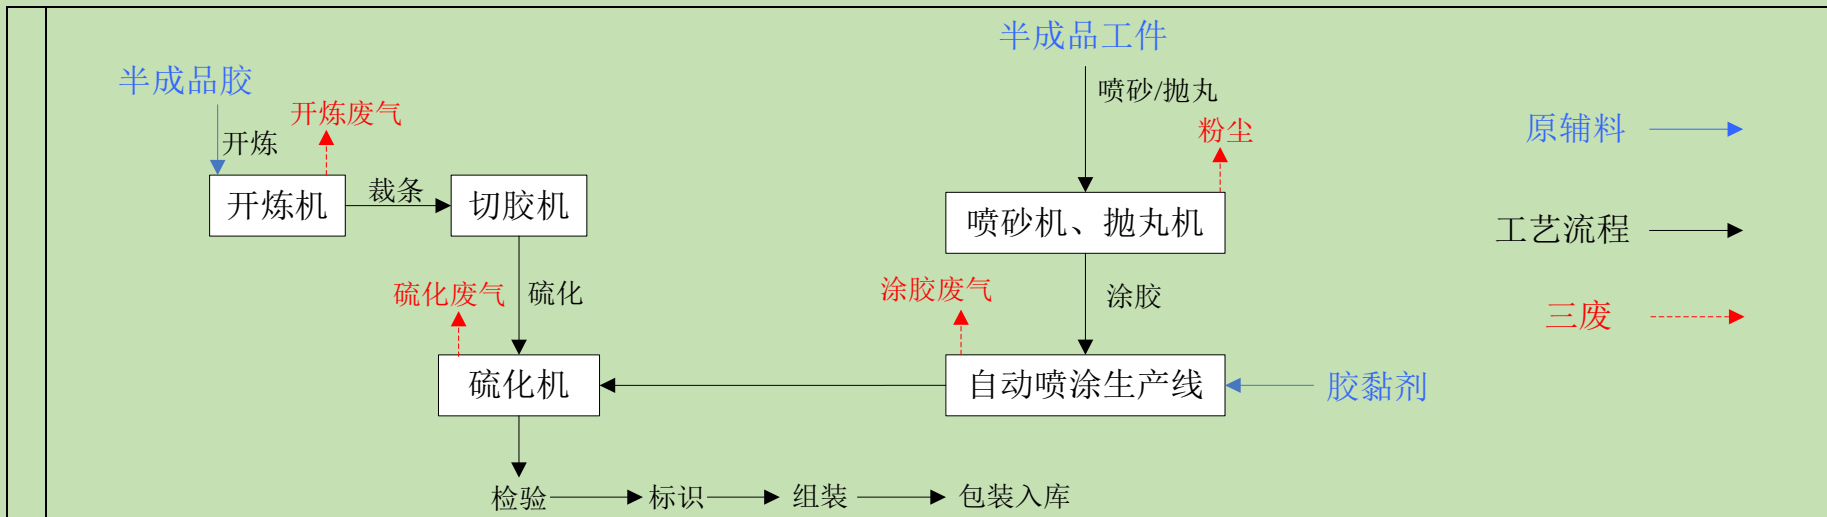 半成品工件
半成品胶
喷砂/抛丸
开炼废气
开炼
粉尘
原辅料
裁条
开炼机
切胶机
喷砂机、抛丸机
工艺流程
硫化废气
硫化
涂胶废气
涂胶
三废
硫化机
自动喷涂生产线
胶黏剂
检验
标识
组装
包装入库